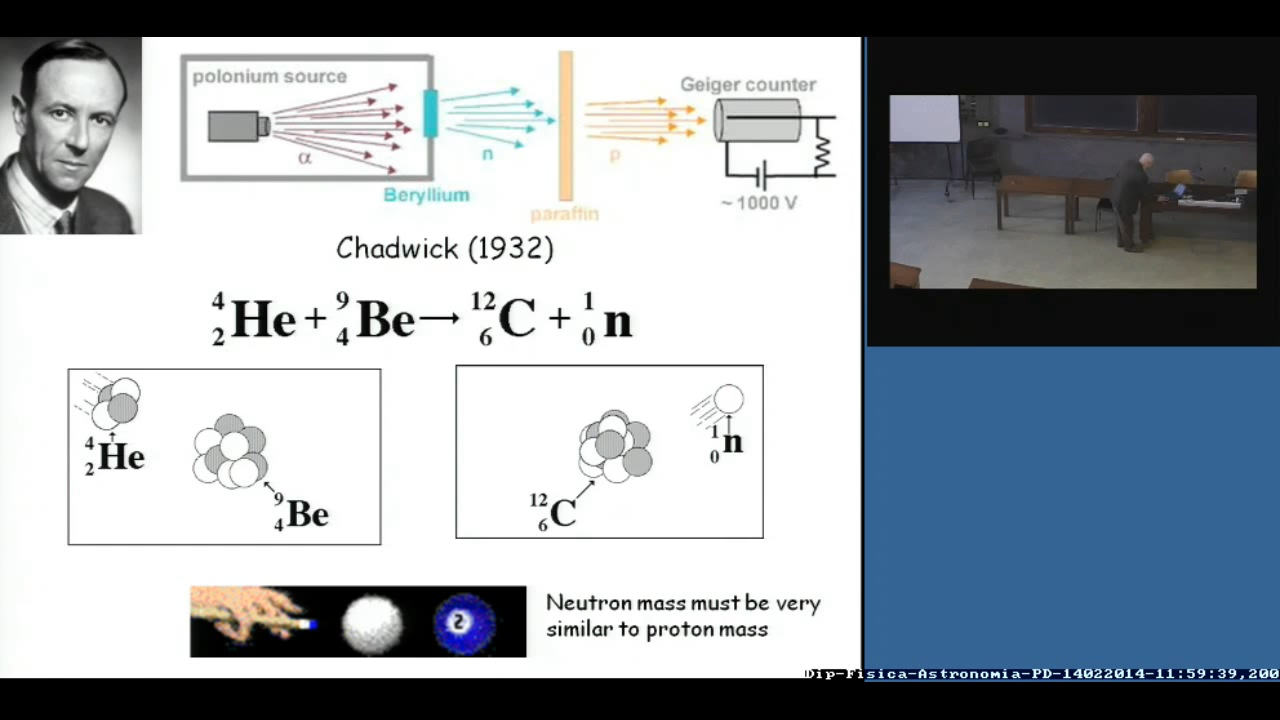 polonium source
Geiger counter
α
n
p
Beryllium
~ 1000 V
paraffin
Chadwick (1932)
⁴₂He + ⁹₄Be → ¹²₆C + ¹₀n
⁴₂He
⁹₄Be
¹₀n
¹²₆C
2
Neutron mass must be very
similar to proton mass
Dip-Fisica-Astronomia-PD-14022014-11:59:39,200